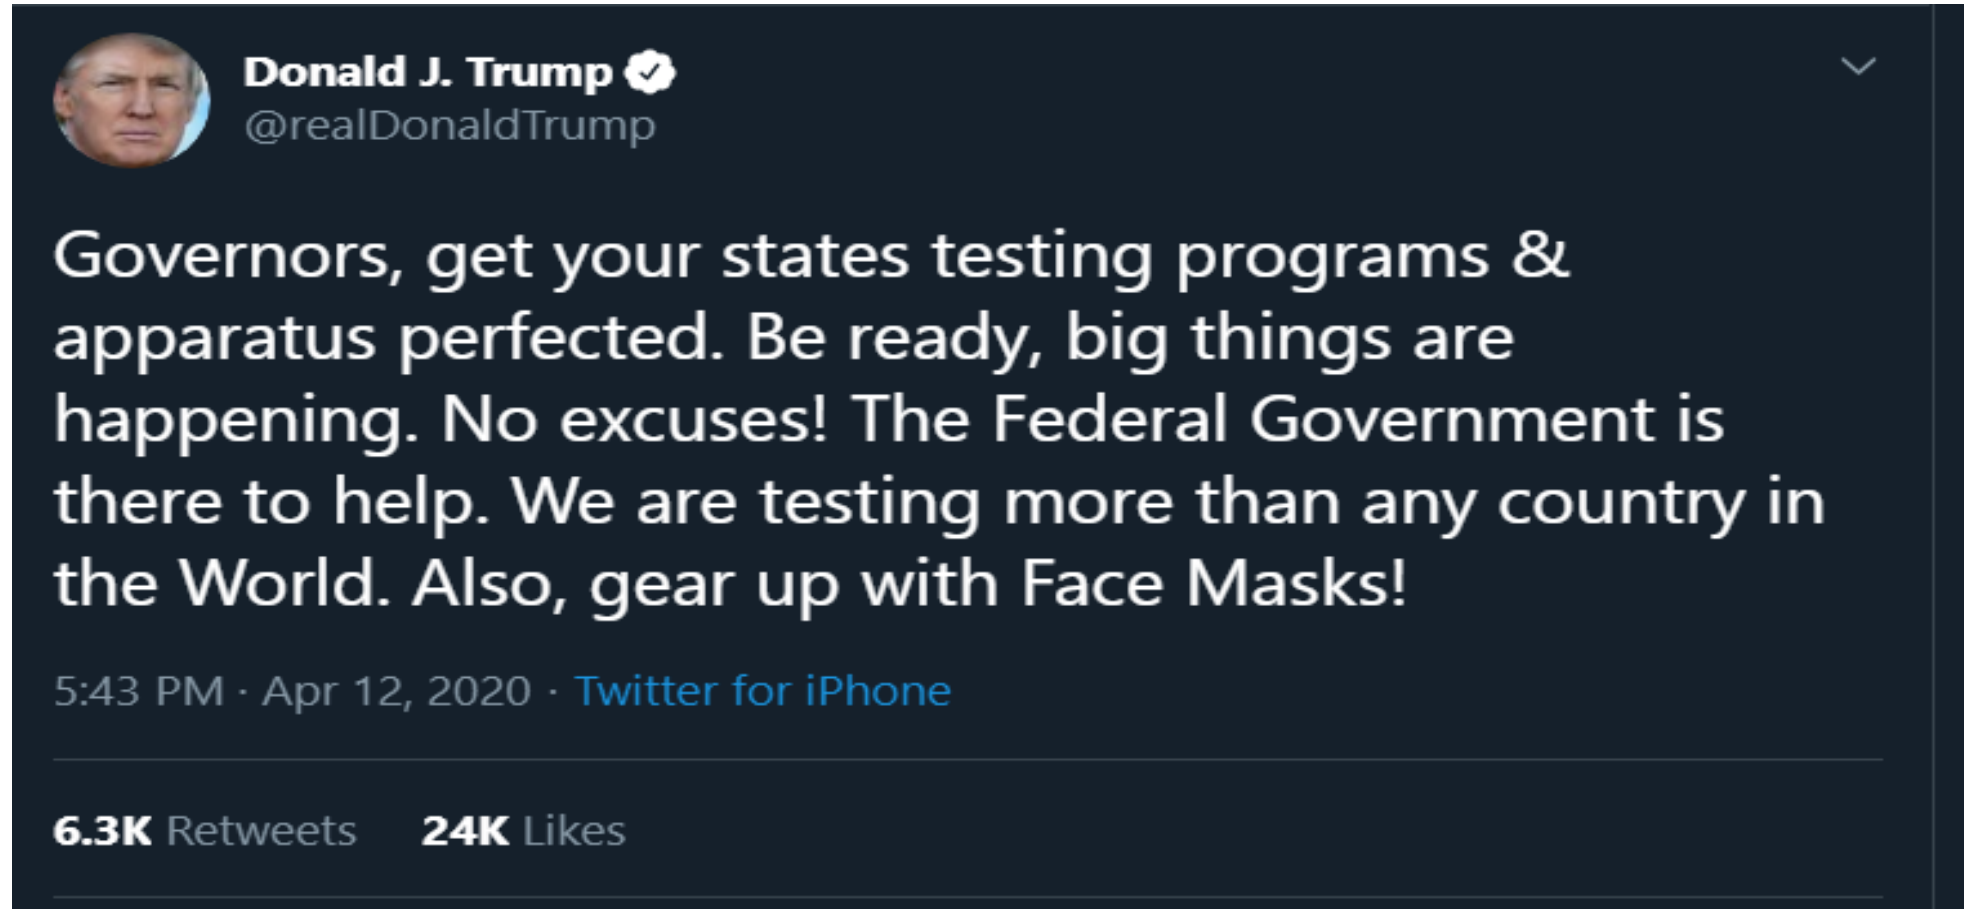 Donald J. Trump
@realDonaldTrump
Governors, get your states testing programs &
apparatus perfected. Be ready, big things are
happening. No excuses! The Federal Government is
there to help. We are testing more than any country in
the World. Also, gear up with Face Masks!
5:43 PM · Apr 12, 2020 · Twitter for iPhone
6.3K Retweets 24K Likes